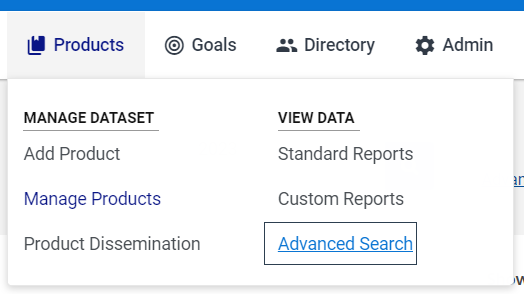 Products Goals Directory Admin
MANAGE DATASET
Add Product
Manage Products
Product Dissemination
VIEW DATA
Standard Reports
Custom Reports
Advanced Search